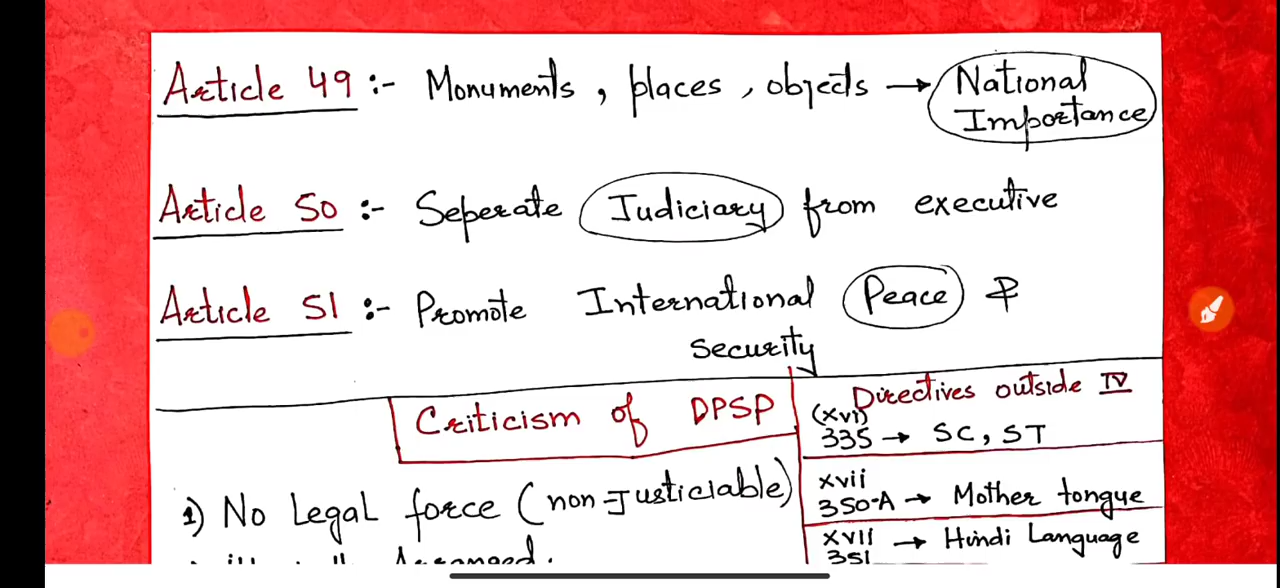 Article 49 :- Monuments, places, objects → National
Importance
Article 50 :- Seperate Judiciary from executive
Article 51 :- Promote International Peace &
security
Criticism of DPSP
1) No Legal force (non-Justiciable)
Directives outside IV
(xvi)
335 → SC, ST
xvii
350-A → Mother tongue
XVII → Hindi Language
351